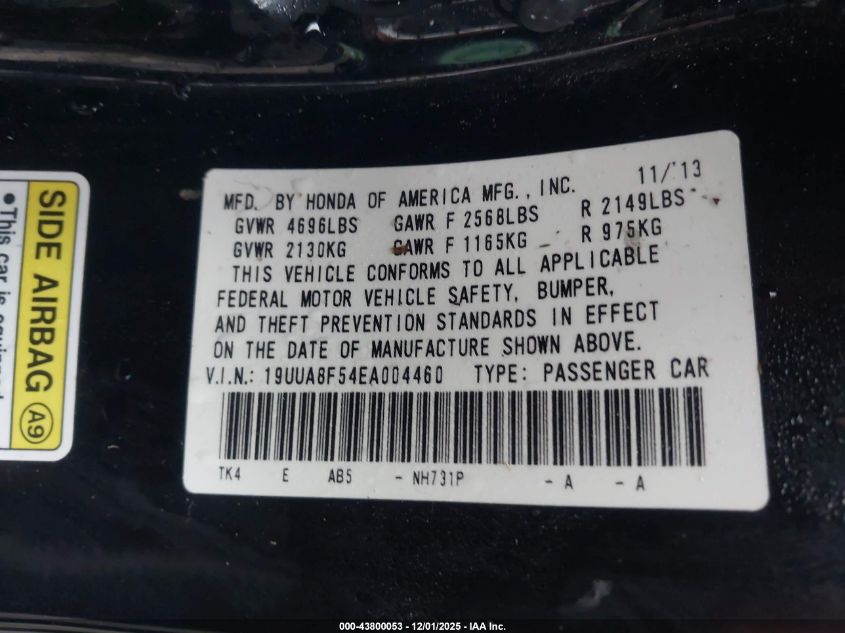 MFD. BY HONDA OF AMERICA MFG., INC. 11/'13
GVWR 4696LBS GAWR F 2568LBS R 2149LBS
GVWR 2130KG GAWR F 1165KG R 975KG
THIS VEHICLE CONFORMS TO ALL APPLICABLE
FEDERAL MOTOR VEHICLE SAFETY, BUMPER,
AND THEFT PREVENTION STANDARDS IN EFFECT
ON THE DATE OF MANUFACTURE SHOWN ABOVE.
V.I.N.: 19UUA8F54EA004460 TYPE: PASSENGER CAR
TK4 E AB5 - NH731P - A - A
SIDE AIRBAG A9
•This car is
000-43800053 - 12/01/2025 - IAA Inc.